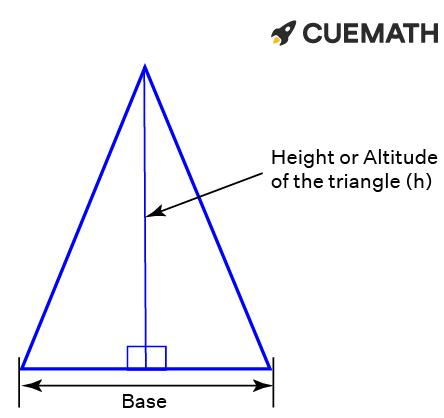 CUEMATH
Height or Altitude
of the triangle (h)
Base